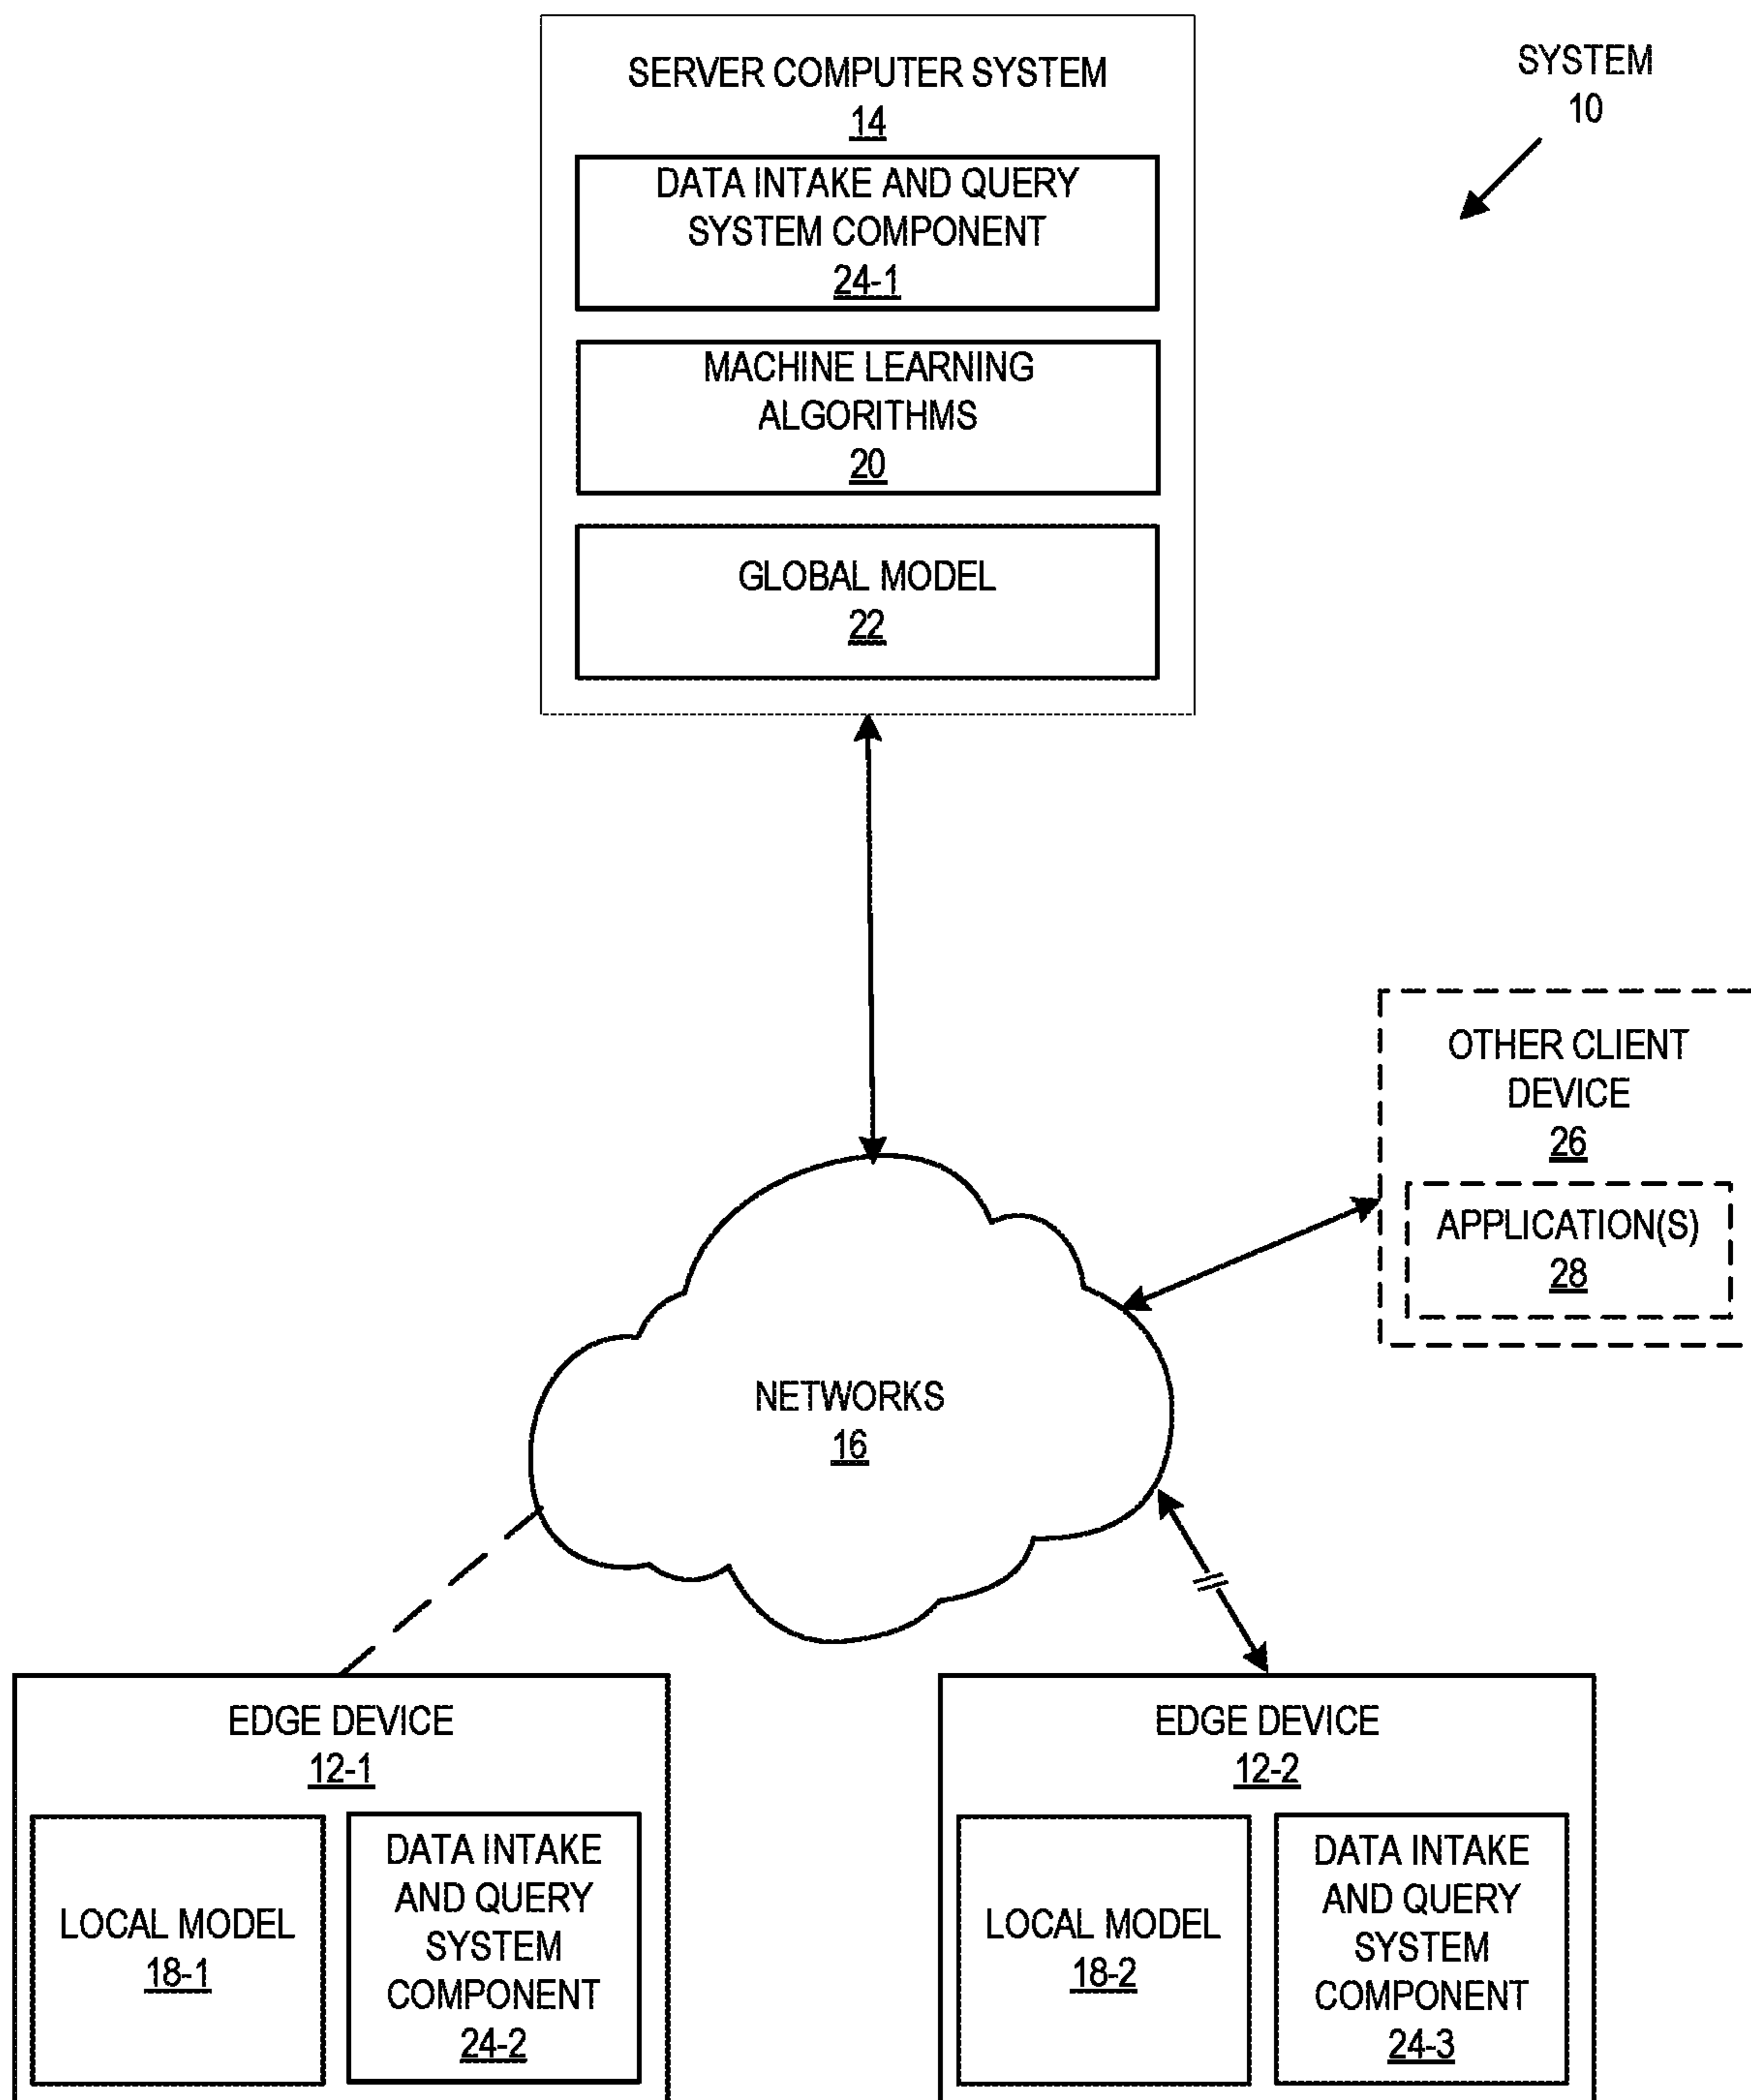 SERVER COMPUTER SYSTEM
14
SYSTEM
10
DATA INTAKE AND QUERY
SYSTEM COMPONENT
24-1
MACHINE LEARNING
ALGORITHMS
20
GLOBAL MODEL
22
OTHER CLIENT
DEVICE
26
APPLICATION(S)
28
NETWORKS
16
EDGE DEVICE
12-1
LOCAL MODEL
18-1
DATA INTAKE
AND QUERY
SYSTEM
COMPONENT
24-2
EDGE DEVICE
12-2
LOCAL MODEL
18-2
DATA INTAKE
AND QUERY
SYSTEM
COMPONENT
24-3